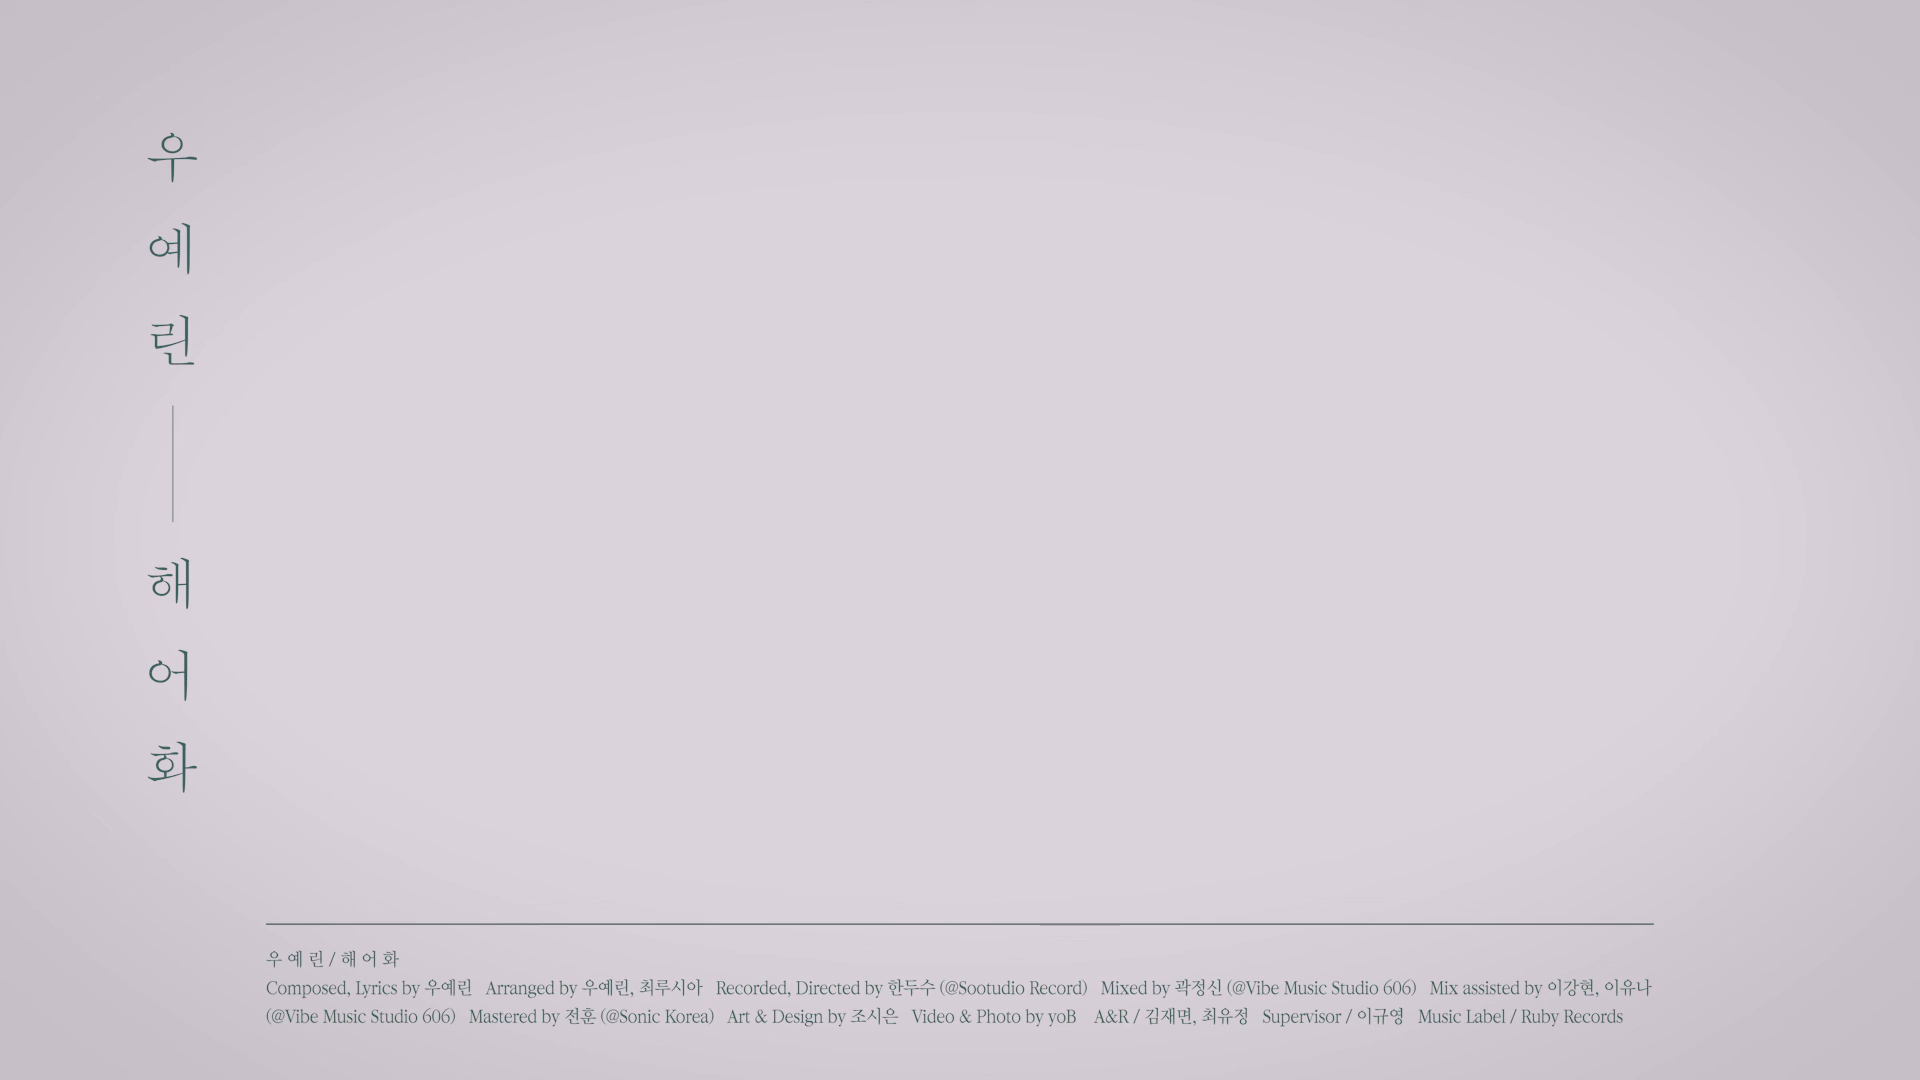 우예린
해어화
우 예 린 / 해 어 화
Composed, Lyrics by 우예린 Arranged by 우예린, 최루시아 Recorded, Directed by 한두수 (@Sootudio Record) Mixed by 곽정신 (@Vibe Music Studio 606) Mix assisted by 이강현, 이유나
(@Vibe Music Studio 606) Mastered by 전훈 (@Sonic Korea) Art & Design by 조시은 Video & Photo by yoB A&R / 김재면, 최유정 Supervisor / 이규영 Music Label / Ruby Records